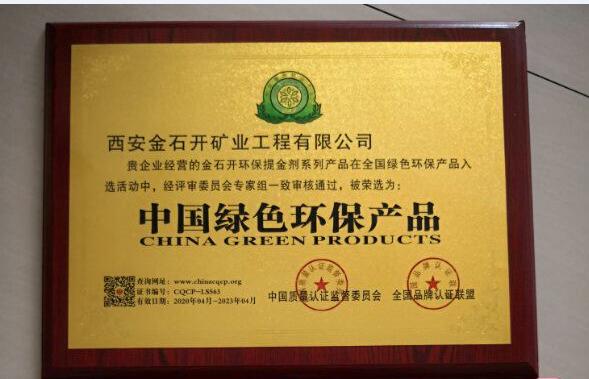 西安金石开矿业工程有限公司
贵企业经营的金石开环保提金剂系列产品在全国绿色环保产品入
选活动中，经评审委员会专家组一致审核通过，被荣选为：
中国绿色环保产品
CHINA GREEN PRODUCTS
查询网址：www.chinacqcp.org
证书编号：CQCP-LS563
有效日期：2020年04月-2023年04月
中国质量认证监督委员会 全国品牌认证联盟